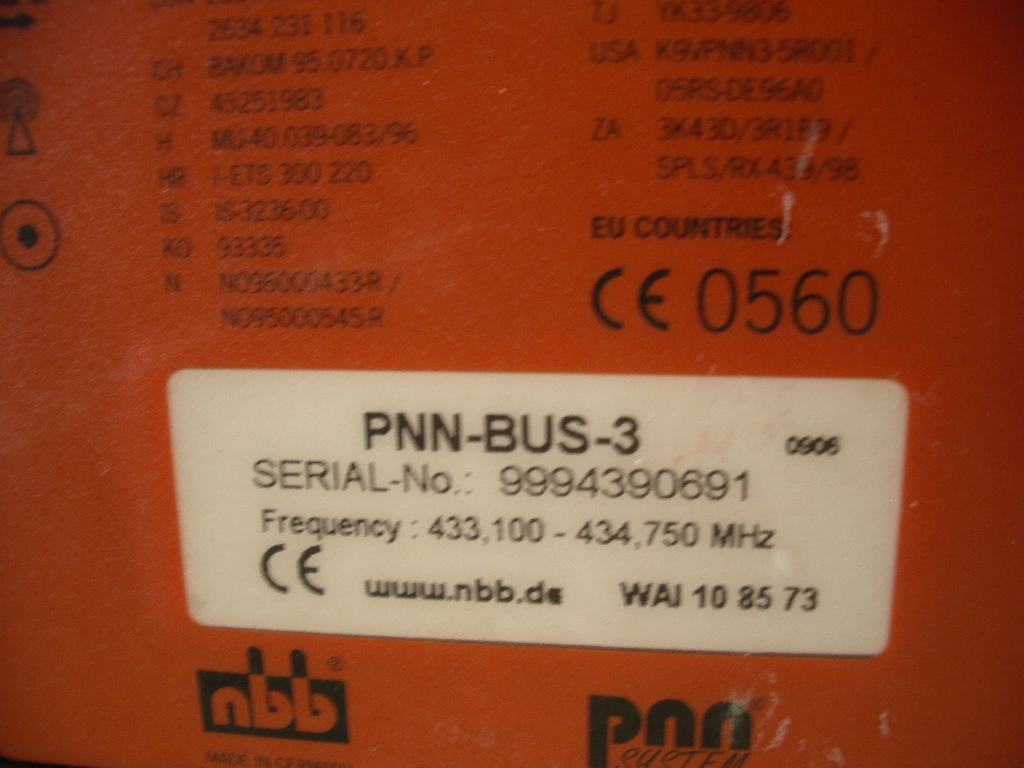 2634 231 116
CH BAKOM 95.0720.K.P
CZ 45251983
H MU-40.039-083/96
HR I-ETS 300 220
IS IS-3236-00
KO 93335
N NO96000433-R /
NO95000545-R
TJ YK33-9806
USA K9VPNN3-5R001 /
05RS-DE96A0
ZA 3K43D/3R1B9 /
SPLS/RX-439/98
EU COUNTRIES:
CE 0560
PNN-BUS-3 0906
SERIAL-No.: 9994390691
Frequency : 433,100 - 434,750 MHz
CE www.nbb.de WAI 10 85 73
nbb®
MADE IN GERMANY
pnn®
SYSTEM